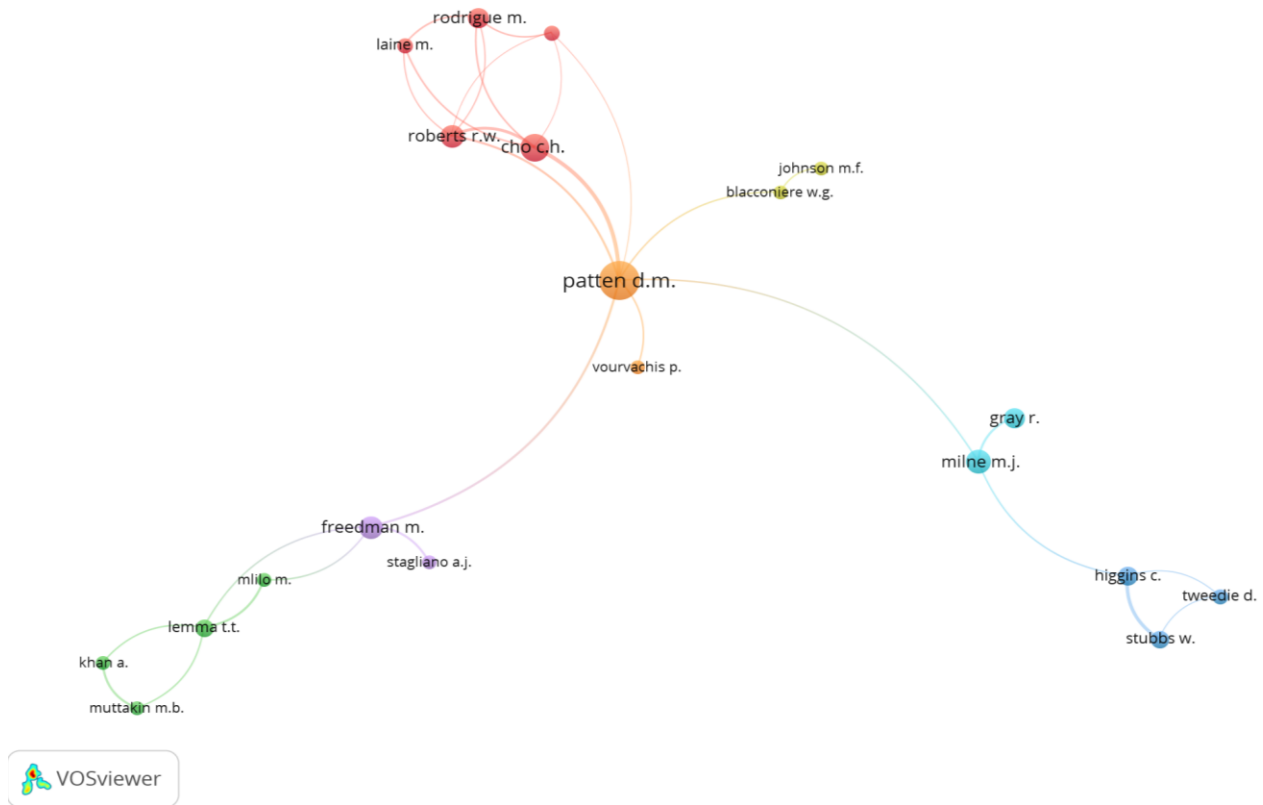 rodrigue m.
laine m.
roberts r.w.
cho c.h.
johnson m.f.
blacconiere w.g.
patten d.m.
vourvachis p.
gray r.
milne m.j.
freedman m.
stagliano a.j.
higgins c.
mlilo m.
tweedie d.
lemma t.t.
stubbs w.
khan a.
muttakin m.b.
VOSviewer